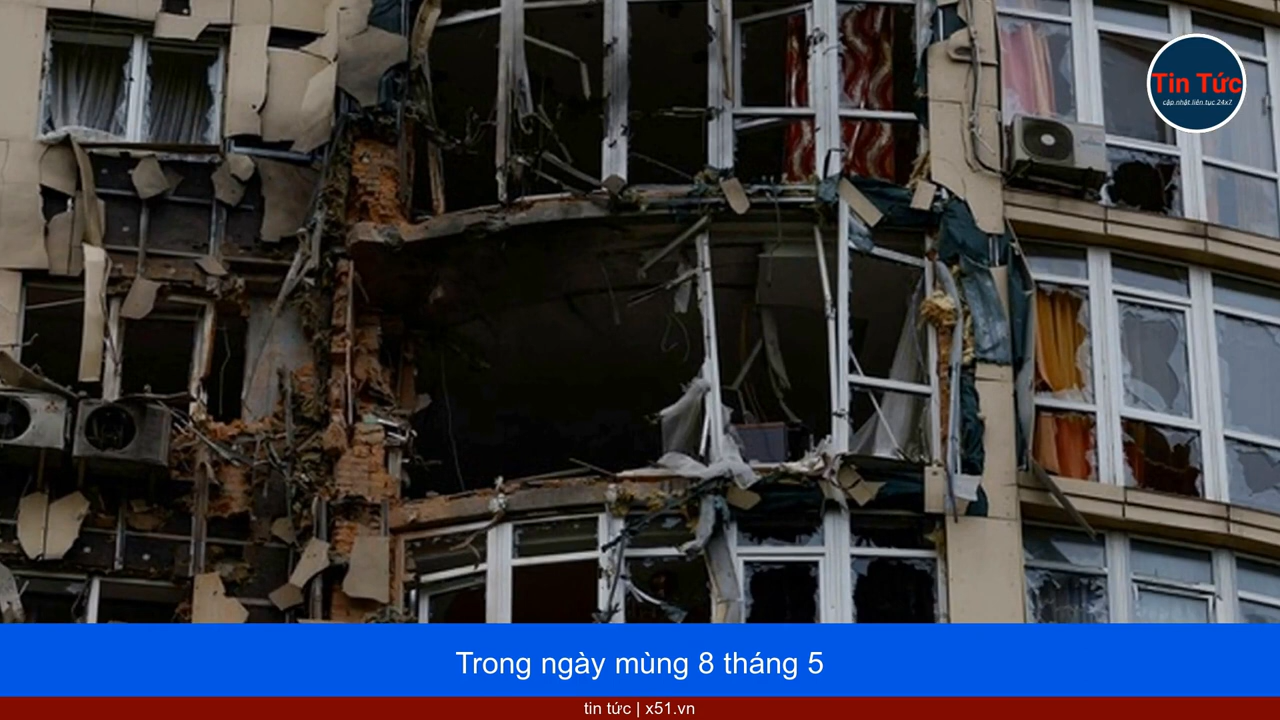 Tin Tức
cập nhật liên tục 24x7
Trong ngày mùng 8 tháng 5
tin tức | x51.vn